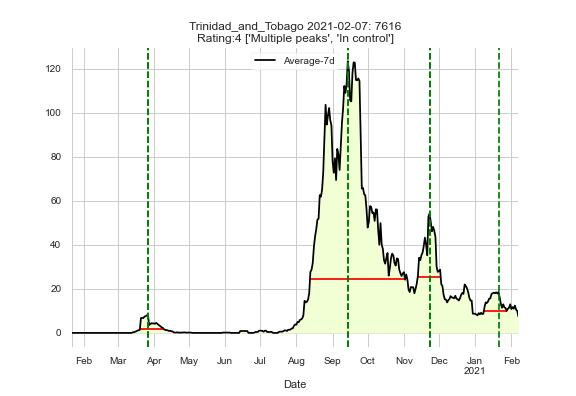 Trinidad_and_Tobago 2021-02-07: 7616
Rating:4 ['Multiple peaks', 'In control']
Average-7d
120
100
80
60
40
20
0
Feb Mar Apr May Jun Jul Aug Sep Oct Nov Dec Jan Feb
2021
Date